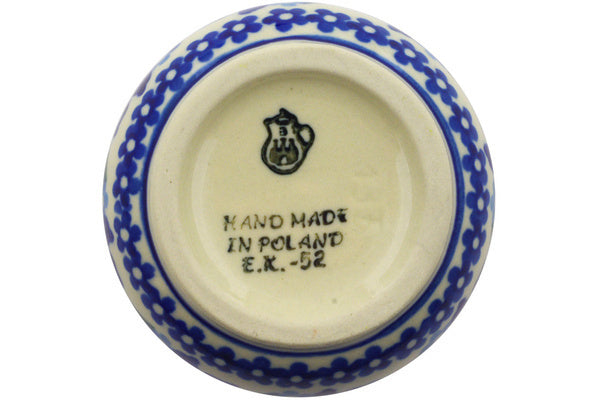 B
HAND MADE
IN POLAND
E.K. -52